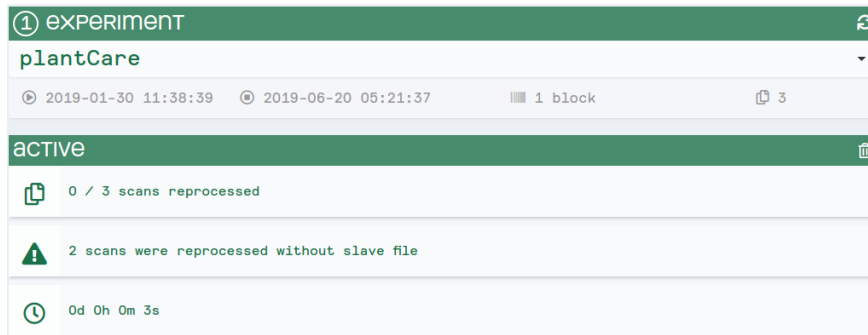 1 experiment
plantCare
2019-01-30 11:38:39 2019-06-20 05:21:37 1 block 3
active
0 / 3 scans reprocessed
2 scans were reprocessed without slave file
0d 0h 0m 3s